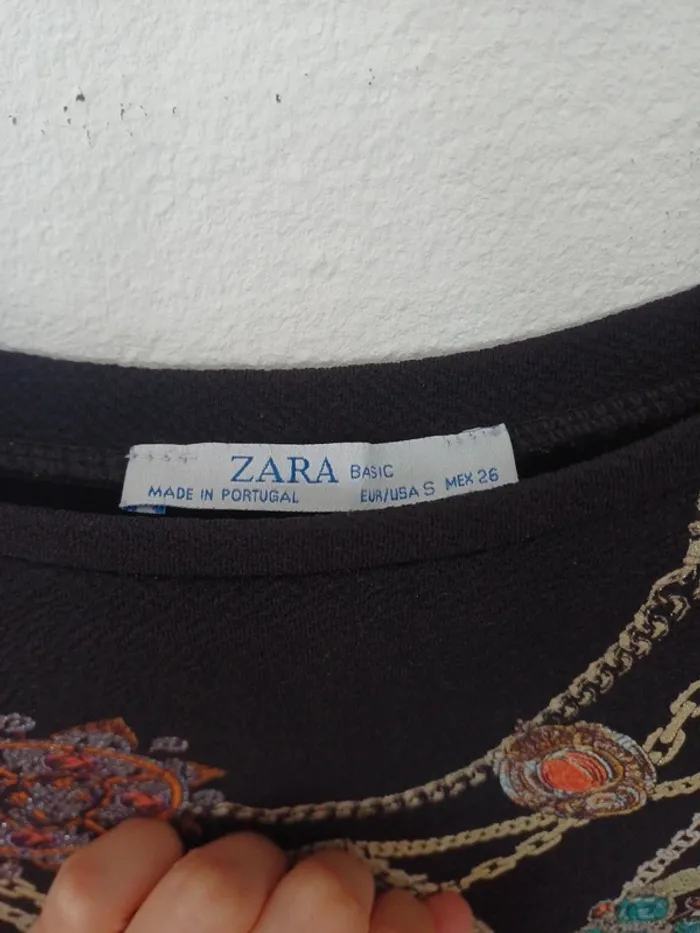 ZARA BASIC
MADE IN PORTUGAL EUR/USA S MEX 26